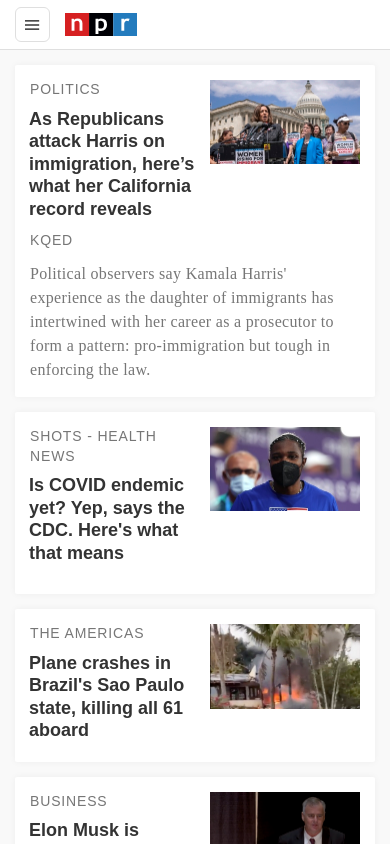 npr
POLITICS
As Republicans
attack Harris on
immigration, here’s
what her California
record reveals
KQED
Political observers say Kamala Harris'
experience as the daughter of immigrants has
intertwined with her career as a prosecutor to
form a pattern: pro-immigration but tough in
enforcing the law.
WOMEN
RISING FOR
SHOTS - HEALTH
NEWS
Is COVID endemic
yet? Yep, says the
CDC. Here's what
that means
THE AMERICAS
Plane crashes in
Brazil's Sao Paulo
state, killing all 61
aboard
BUSINESS
Elon Musk is